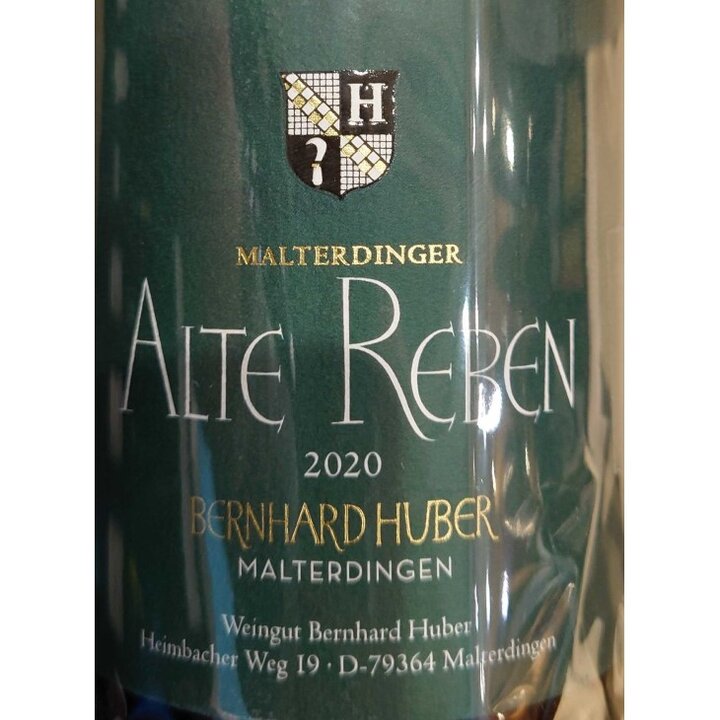 H
MALTERDINGER
ALTE REBEN
2020
BERNHARD HUBER
MALTERDINGEN
Weingut Bernhard Huber
Heimbacher Weg 19 · D-79364 Malterdingen